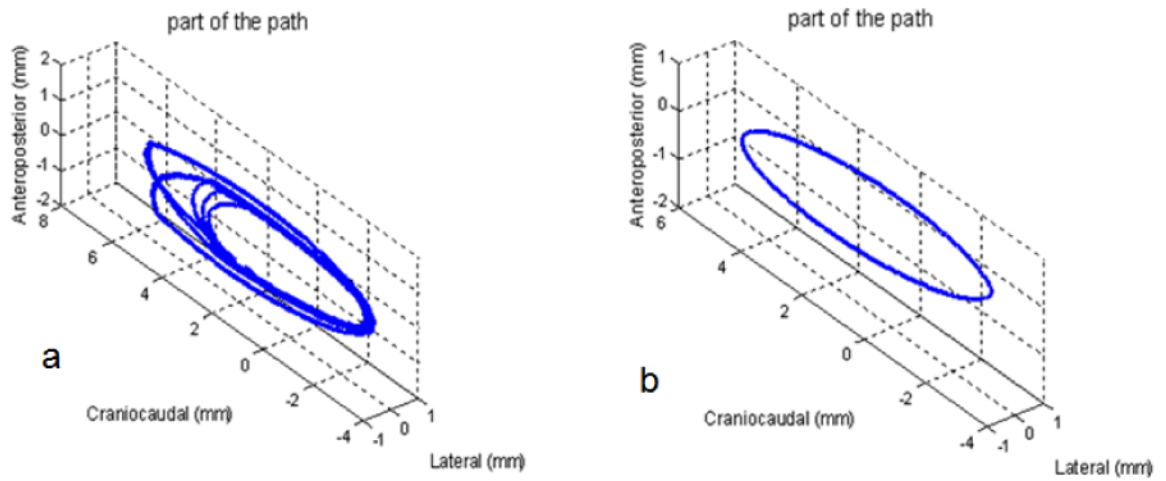 part of the path
Anteroposterior (mm)
2
1
0
-1
-2
8
6
4
2
0
-2
-4
-1
0
1
Craniocaudal (mm)
Lateral (mm)
a
part of the path
Anteroposterior (mm)
1
0
-1
-2
6
4
2
0
-2
-4
-1
0
1
Craniocaudal (mm)
Lateral (mm)
b